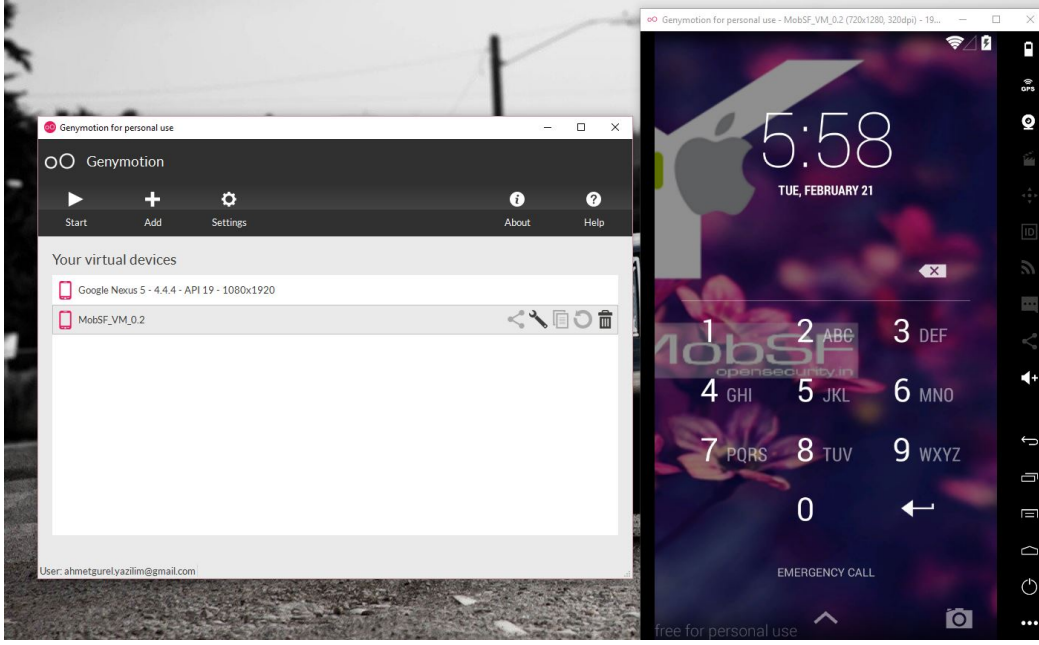 Genymotion for personal use
Genymotion
Start
Add
Settings
About
Help
Your virtual devices
Google Nexus 5 - 4.4.4 - API 19 - 1080x1920
MobSF_VM_0.2
User: ahmetgurel.yazilim@gmail.com
Genymotion for personal use - MobSF_VM_0.2 (720x1280, 320dpi) - 19...
GPS
5:58
TUE, FEBRUARY 21
ID
1
2 ABC
3 DEF
MobSF
opensecurity.in
4 GHI
5 JKL
6 MNO
7 PQRS
8 TUV
9 WXYZ
0
EMERGENCY CALL
free for personal use